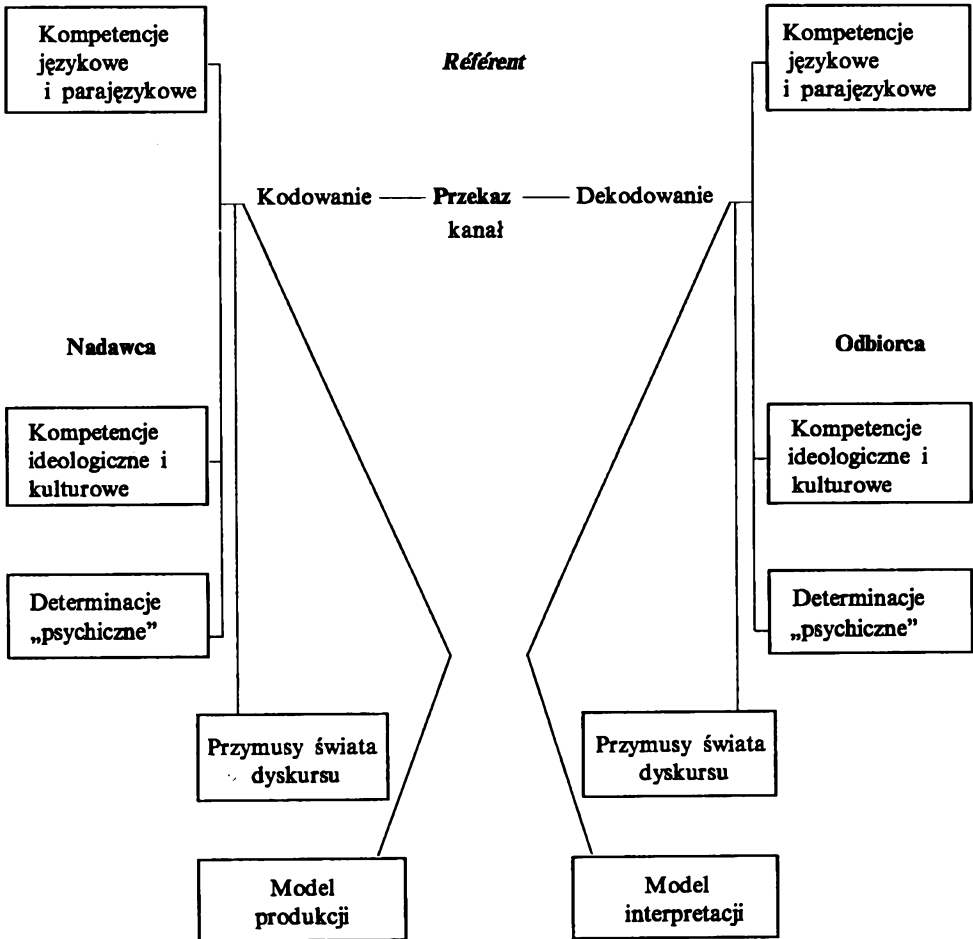 Kompetencje
językowe
i parajęzykowe
Référent
Kompetencje
językowe
i parajęzykowe
Kodowanie — Przekaz — Dekodowanie
kanał
Nadawca
Odbiorca
Kompetencje
ideologiczne i
kulturowe
Kompetencje
ideologiczne i
kulturowe
Determinacje
„psychiczne”
Determinacje
„psychiczne”
Przymusy świata
dyskursu
Przymusy świata
dyskursu
Model
produkcji
Model
interpretacji